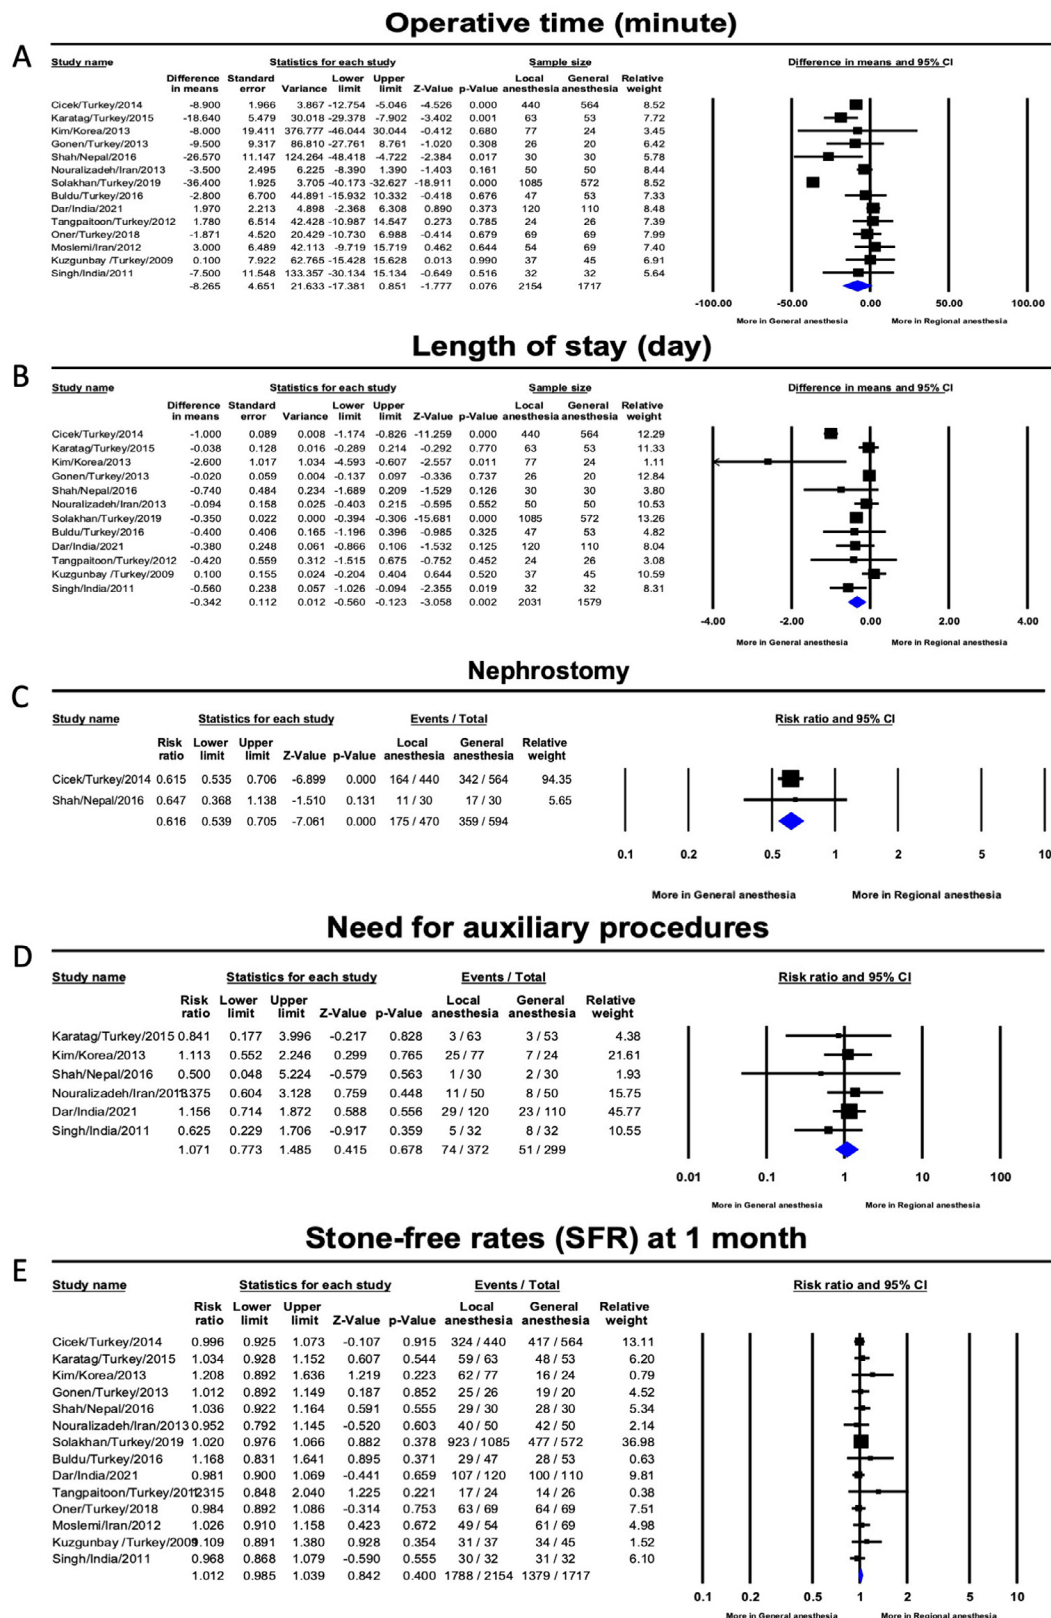 Operative time (minute)
A
Study name Statistics for each study Sample size Difference in means and 95% CI
Difference Standard Lower Upper Local General Relative
in means error Variance limit limit Z-Value p-Value anesthesia anesthesia weight
Cicek/Turkey/2014 -8.900 1.966 3.867 -12.754 -5.046 -4.526 0.000 440 564 8.52
Karatag/Turkey/2015 -18.640 5.479 30.018 -29.378 -7.902 -3.402 0.001 63 53 7.72
Kim/Korea/2013 -8.000 19.411 376.777 -46.044 30.044 -0.412 0.680 77 24 3.45
Gonen/Turkey/2013 -9.500 9.317 86.810 -27.761 8.761 -1.020 0.308 26 20 6.42
Shah/Nepal/2016 -26.570 11.147 124.264 -48.418 -4.722 -2.384 0.017 30 30 5.78
Nouralizadeh/Iran/2013 -3.500 2.495 6.225 -8.390 1.390 -1.403 0.161 50 50 8.44
Solakhan/Turkey/2019 -36.400 1.925 3.705 -40.173 -32.627 -18.911 0.000 1085 572 8.52
Buldu/Turkey/2016 -2.800 6.700 44.891 -15.932 10.332 -0.418 0.676 47 53 7.33
Dar/India/2021 1.970 2.213 4.898 -2.368 6.308 0.890 0.373 120 110 8.48
Tangpaitoon/Turkey/2012 1.780 6.514 42.428 -10.987 14.547 0.273 0.785 24 26 7.39
Oner/Turkey/2018 -1.871 4.520 20.429 -10.730 6.988 -0.414 0.679 69 69 7.99
Moslemi/Iran/2012 3.000 6.489 42.113 -9.719 15.719 0.462 0.644 54 69 7.40
Kuzgunbay /Turkey/2009 0.100 7.922 62.765 -15.428 15.628 0.013 0.990 37 45 6.91
Singh/India/2011 -7.500 11.548 133.357 -30.134 15.134 -0.649 0.516 32 32 5.64
-8.265 4.651 21.633 -17.381 0.851 -1.777 0.076 2154 1717
-100.00 -50.00 0.00 50.00 100.00
More in General anesthesia More in Regional anesthesia
Length of stay (day)
B
Study name Statistics for each study Sample size Difference in means and 95% CI
Difference Standard Lower Upper Local General Relative
in means error Variance limit limit Z-Value p-Value anesthesia anesthesia weight
Cicek/Turkey/2014 -1.000 0.089 0.008 -1.174 -0.826 -11.259 0.000 440 564 12.29
Karatag/Turkey/2015 -0.038 0.128 0.016 -0.289 0.214 -0.292 0.770 63 53 11.33
Kim/Korea/2013 -2.600 1.017 1.034 -4.593 -0.607 -2.557 0.011 77 24 1.11
Gonen/Turkey/2013 -0.020 0.059 0.004 -0.137 0.097 -0.336 0.737 26 20 12.84
Shah/Nepal/2016 -0.740 0.484 0.234 -1.689 0.209 -1.529 0.126 30 30 3.80
Nouralizadeh/Iran/2013 -0.094 0.158 0.025 -0.403 0.215 -0.595 0.552 50 50 10.53
Solakhan/Turkey/2019 -0.350 0.022 0.000 -0.394 -0.306 -15.681 0.000 1085 572 13.26
Buldu/Turkey/2016 -0.400 0.406 0.165 -1.196 0.396 -0.985 0.325 47 53 4.82
Dar/India/2021 -0.380 0.248 0.061 -0.866 0.106 -1.532 0.125 120 110 8.04
Tangpaitoon/Turkey/2012 -0.420 0.559 0.312 -1.515 0.675 -0.752 0.452 24 26 3.08
Kuzgunbay /Turkey/2009 0.100 0.155 0.024 -0.204 0.404 0.644 0.520 37 45 10.59
Singh/India/2011 -0.560 0.238 0.057 -1.026 -0.094 -2.355 0.019 32 32 8.31
-0.342 0.112 0.012 -0.560 -0.123 -3.058 0.002 2031 1579
-4.00 -2.00 0.00 2.00 4.00
More in General anesthesia More in Regional anesthesia
Nephrostomy
C
Study name Statistics for each study Events / Total Risk ratio and 95% CI
Risk Lower Upper Local General Relative
ratio limit limit Z-Value p-Value anesthesia anesthesia weight
Cicek/Turkey/2014 0.615 0.535 0.706 -6.899 0.000 164 / 440 342 / 564 94.35
Shah/Nepal/2016 0.647 0.368 1.138 -1.510 0.131 11 / 30 17 / 30 5.65
0.616 0.539 0.705 -7.061 0.000 175 / 470 359 / 594
0.1 0.2 0.5 1 2 5 10
More in General anesthesia More in Regional anesthesia
Need for auxiliary procedures
D
Study name Statistics for each study Events / Total Risk ratio and 95% CI
Risk Lower Upper Local General Relative
ratio limit limit Z-Value p-Value anesthesia anesthesia weight
Karatag/Turkey/2015 0.841 0.177 3.996 -0.217 0.828 3 / 63 3 / 53 4.38
Kim/Korea/2013 1.113 0.552 2.246 0.299 0.765 25 / 77 7 / 24 21.61
Shah/Nepal/2016 0.500 0.048 5.224 -0.579 0.563 1 / 30 2 / 30 1.93
Nouralizadeh/Iran/2013 1.375 0.604 3.128 0.759 0.448 11 / 50 8 / 50 15.75
Dar/India/2021 1.156 0.714 1.872 0.588 0.556 29 / 120 23 / 110 45.77
Singh/India/2011 0.625 0.229 1.706 -0.917 0.359 5 / 32 8 / 32 10.55
1.071 0.773 1.485 0.415 0.678 74 / 372 51 / 299
0.01 0.1 1 10 100
More in General anesthesia More in Regional anesthesia
Stone-free rates (SFR) at 1 month
E
Study name Statistics for each study Events / Total Risk ratio and 95% CI
Risk Lower Upper Local General Relative
ratio limit limit Z-Value p-Value anesthesia anesthesia weight
Cicek/Turkey/2014 0.996 0.925 1.073 -0.107 0.915 324 / 440 417 / 564 13.11
Karatag/Turkey/2015 1.034 0.928 1.152 0.607 0.544 59 / 63 48 / 53 6.20
Kim/Korea/2013 1.208 0.892 1.636 1.219 0.223 62 / 77 16 / 24 0.79
Gonen/Turkey/2013 1.012 0.892 1.149 0.187 0.852 25 / 26 19 / 20 4.52
Shah/Nepal/2016 1.036 0.922 1.164 0.591 0.555 29 / 30 28 / 30 5.34
Nouralizadeh/Iran/2013 0.952 0.792 1.145 -0.520 0.603 40 / 50 42 / 50 2.14
Solakhan/Turkey/2019 1.020 0.976 1.066 0.882 0.378 923 / 1085 477 / 572 36.98
Buldu/Turkey/2016 1.168 0.831 1.641 0.895 0.371 29 / 47 28 / 53 0.63
Dar/India/2021 0.981 0.900 1.069 -0.441 0.659 107 / 120 100 / 110 9.81
Tangpaitoon/Turkey/2012 1.315 0.848 2.040 1.225 0.221 17 / 24 14 / 26 0.38
Oner/Turkey/2018 0.984 0.892 1.086 -0.314 0.753 63 / 69 64 / 69 7.51
Moslemi/Iran/2012 1.026 0.910 1.158 0.423 0.672 49 / 54 61 / 69 4.98
Kuzgunbay /Turkey/2009 1.109 0.891 1.380 0.928 0.354 31 / 37 34 / 45 1.52
Singh/India/2011 0.968 0.868 1.079 -0.590 0.555 30 / 32 31 / 32 6.10
1.012 0.985 1.039 0.842 0.400 1788 / 2154 1379 / 1717
0.1 0.2 0.5 1 2 5 10
More in General anesthesia More in Regional anesthesia